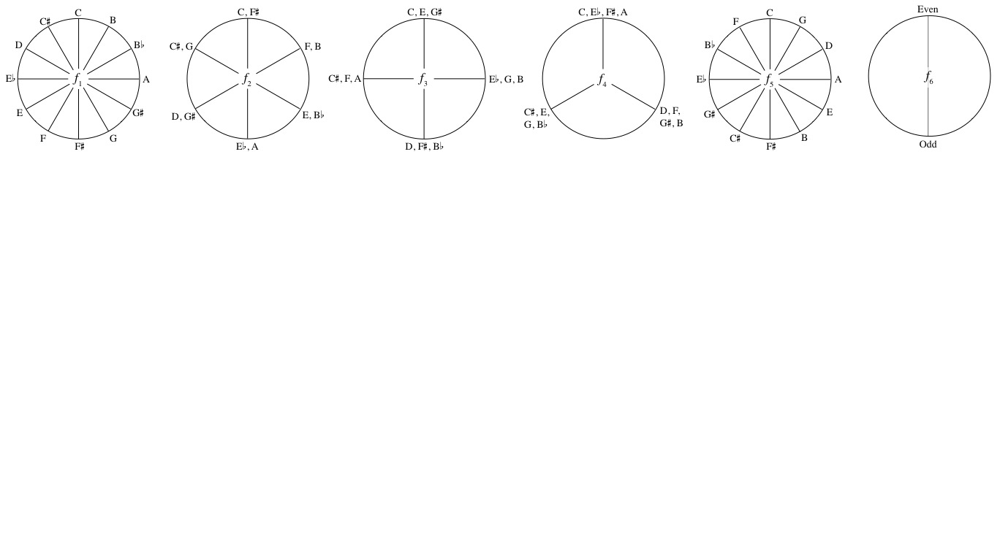 C
B
B♭
A
G♯
G
F♯
F
E
E♭
D
C♯
f1
C, F♯
F, B
E, B♭
E♭, A
D, G♯
C♯, G
f2
C, E, G♯
E♭, G, B
D, F♯, B♭
C♯, F, A
f3
C, E♭, F♯, A
D, F,
G♯, B
C♯, E,
G, B♭
f4
C
G
D
A
E
B
F♯
C♯
G♯
E♭
B♭
F
f5
Even
f6
Odd